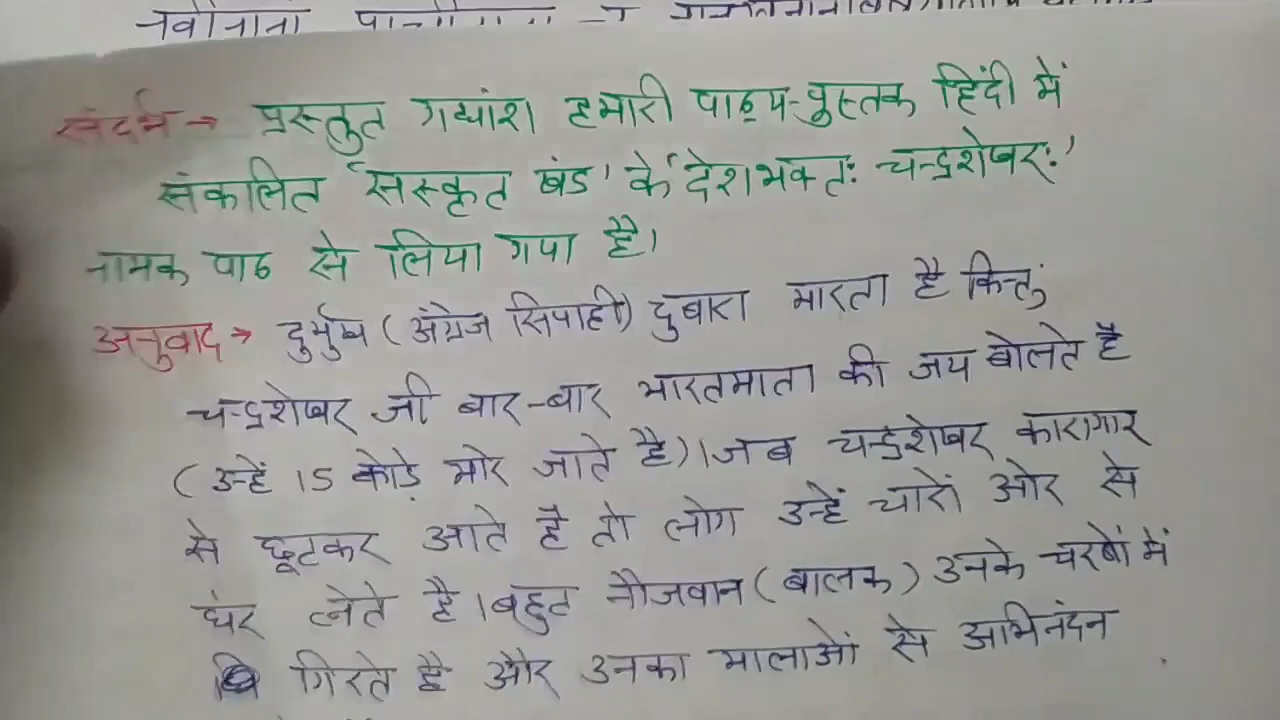 संदर्भ → प्रस्तुत गद्यांश हमारी पाठ्य-पुस्तक हिंदी में
संकलित 'संस्कृत खंड' के 'देशभक्तः चन्द्रशेखरः'
नामक पाठ से लिया गया है।
अनुवाद → दुर्मुख (अंग्रेज सिपाही) दुबारा मारता है किन्तुं
चन्द्रशेखर जी बार-बार भारतमाता की जय बोलते है
(उन्हें 15 कोड़े मोर जाते है)। जब चन्द्रशेखर कारागार
से छूटकर आते है तो लोग उन्हें चारों ओर से
घेर लेते है। बहुत नौजवान (बालक) उनके चरणों में
गिरते है और उनका मालाओं से अभिनंदन